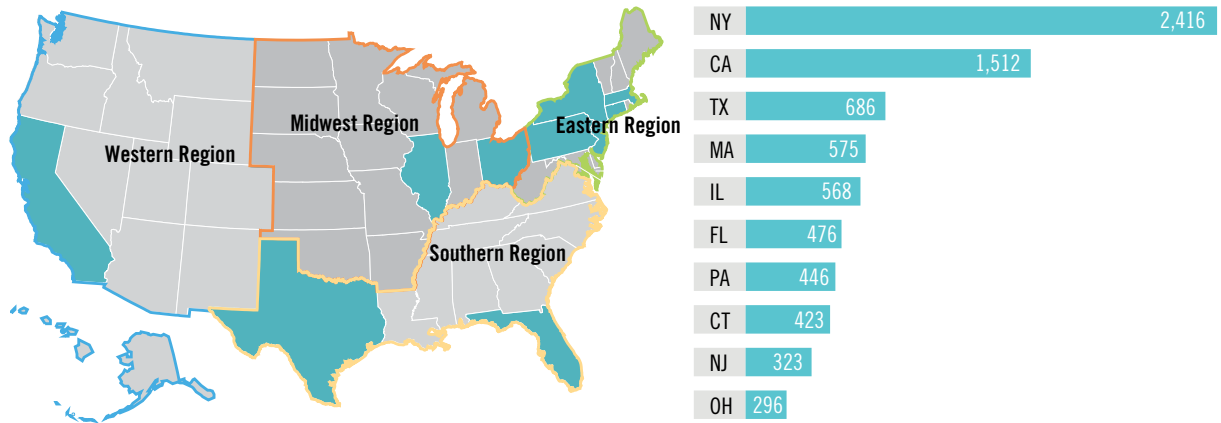 Western Region
Midwest Region
Eastern Region
Southern Region
NY 2,416
CA 1,512
TX 686
MA 575
IL 568
FL 476
PA 446
CT 423
NJ 323
OH 296